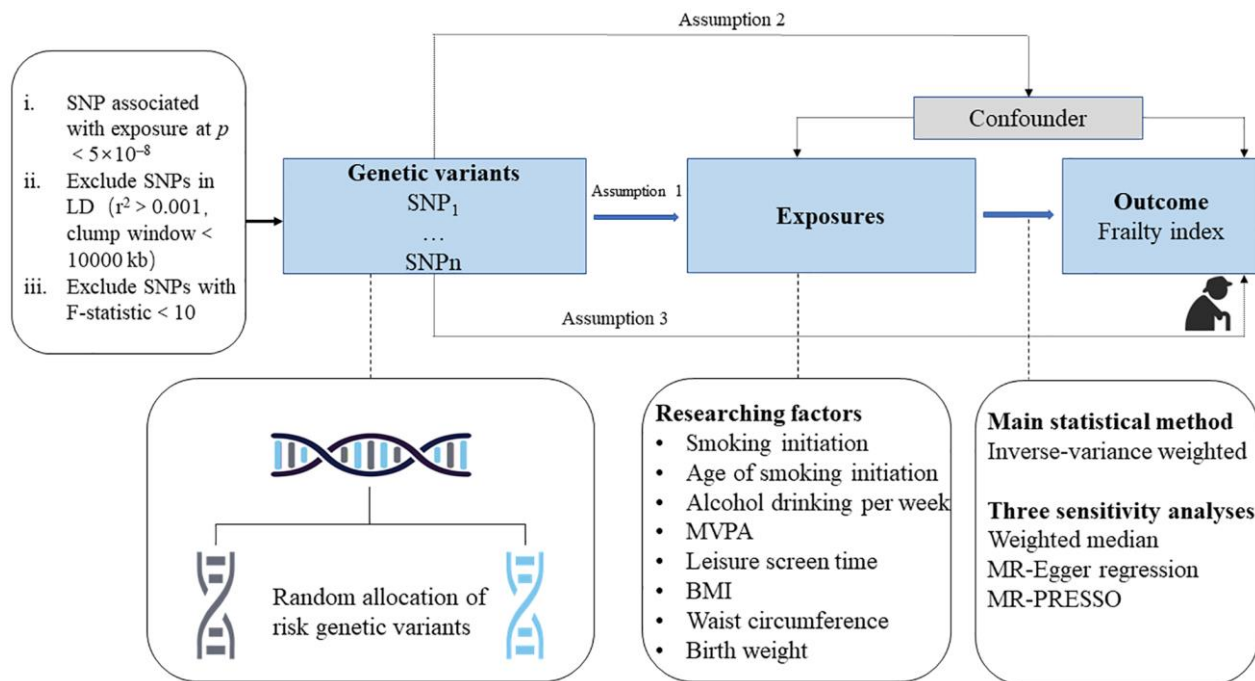 Assumption 2
i. SNP associated
with exposure at p
< 5×10⁻⁸
ii. Exclude SNPs in
LD (r² > 0.001,
clump window <
10000 kb)
iii. Exclude SNPs with
F-statistic < 10
Genetic variants
SNP₁
…
SNPn
Assumption 1
Confounder
Exposures
Outcome
Frailty index
Assumption 3
Random allocation of
risk genetic variants
Researching factors
• Smoking initiation
• Age of smoking initiation
• Alcohol drinking per week
• MVPA
• Leisure screen time
• BMI
• Waist circumference
• Birth weight
Main statistical method
Inverse-variance weighted
Three sensitivity analyses
Weighted median
MR-Egger regression
MR-PRESSO